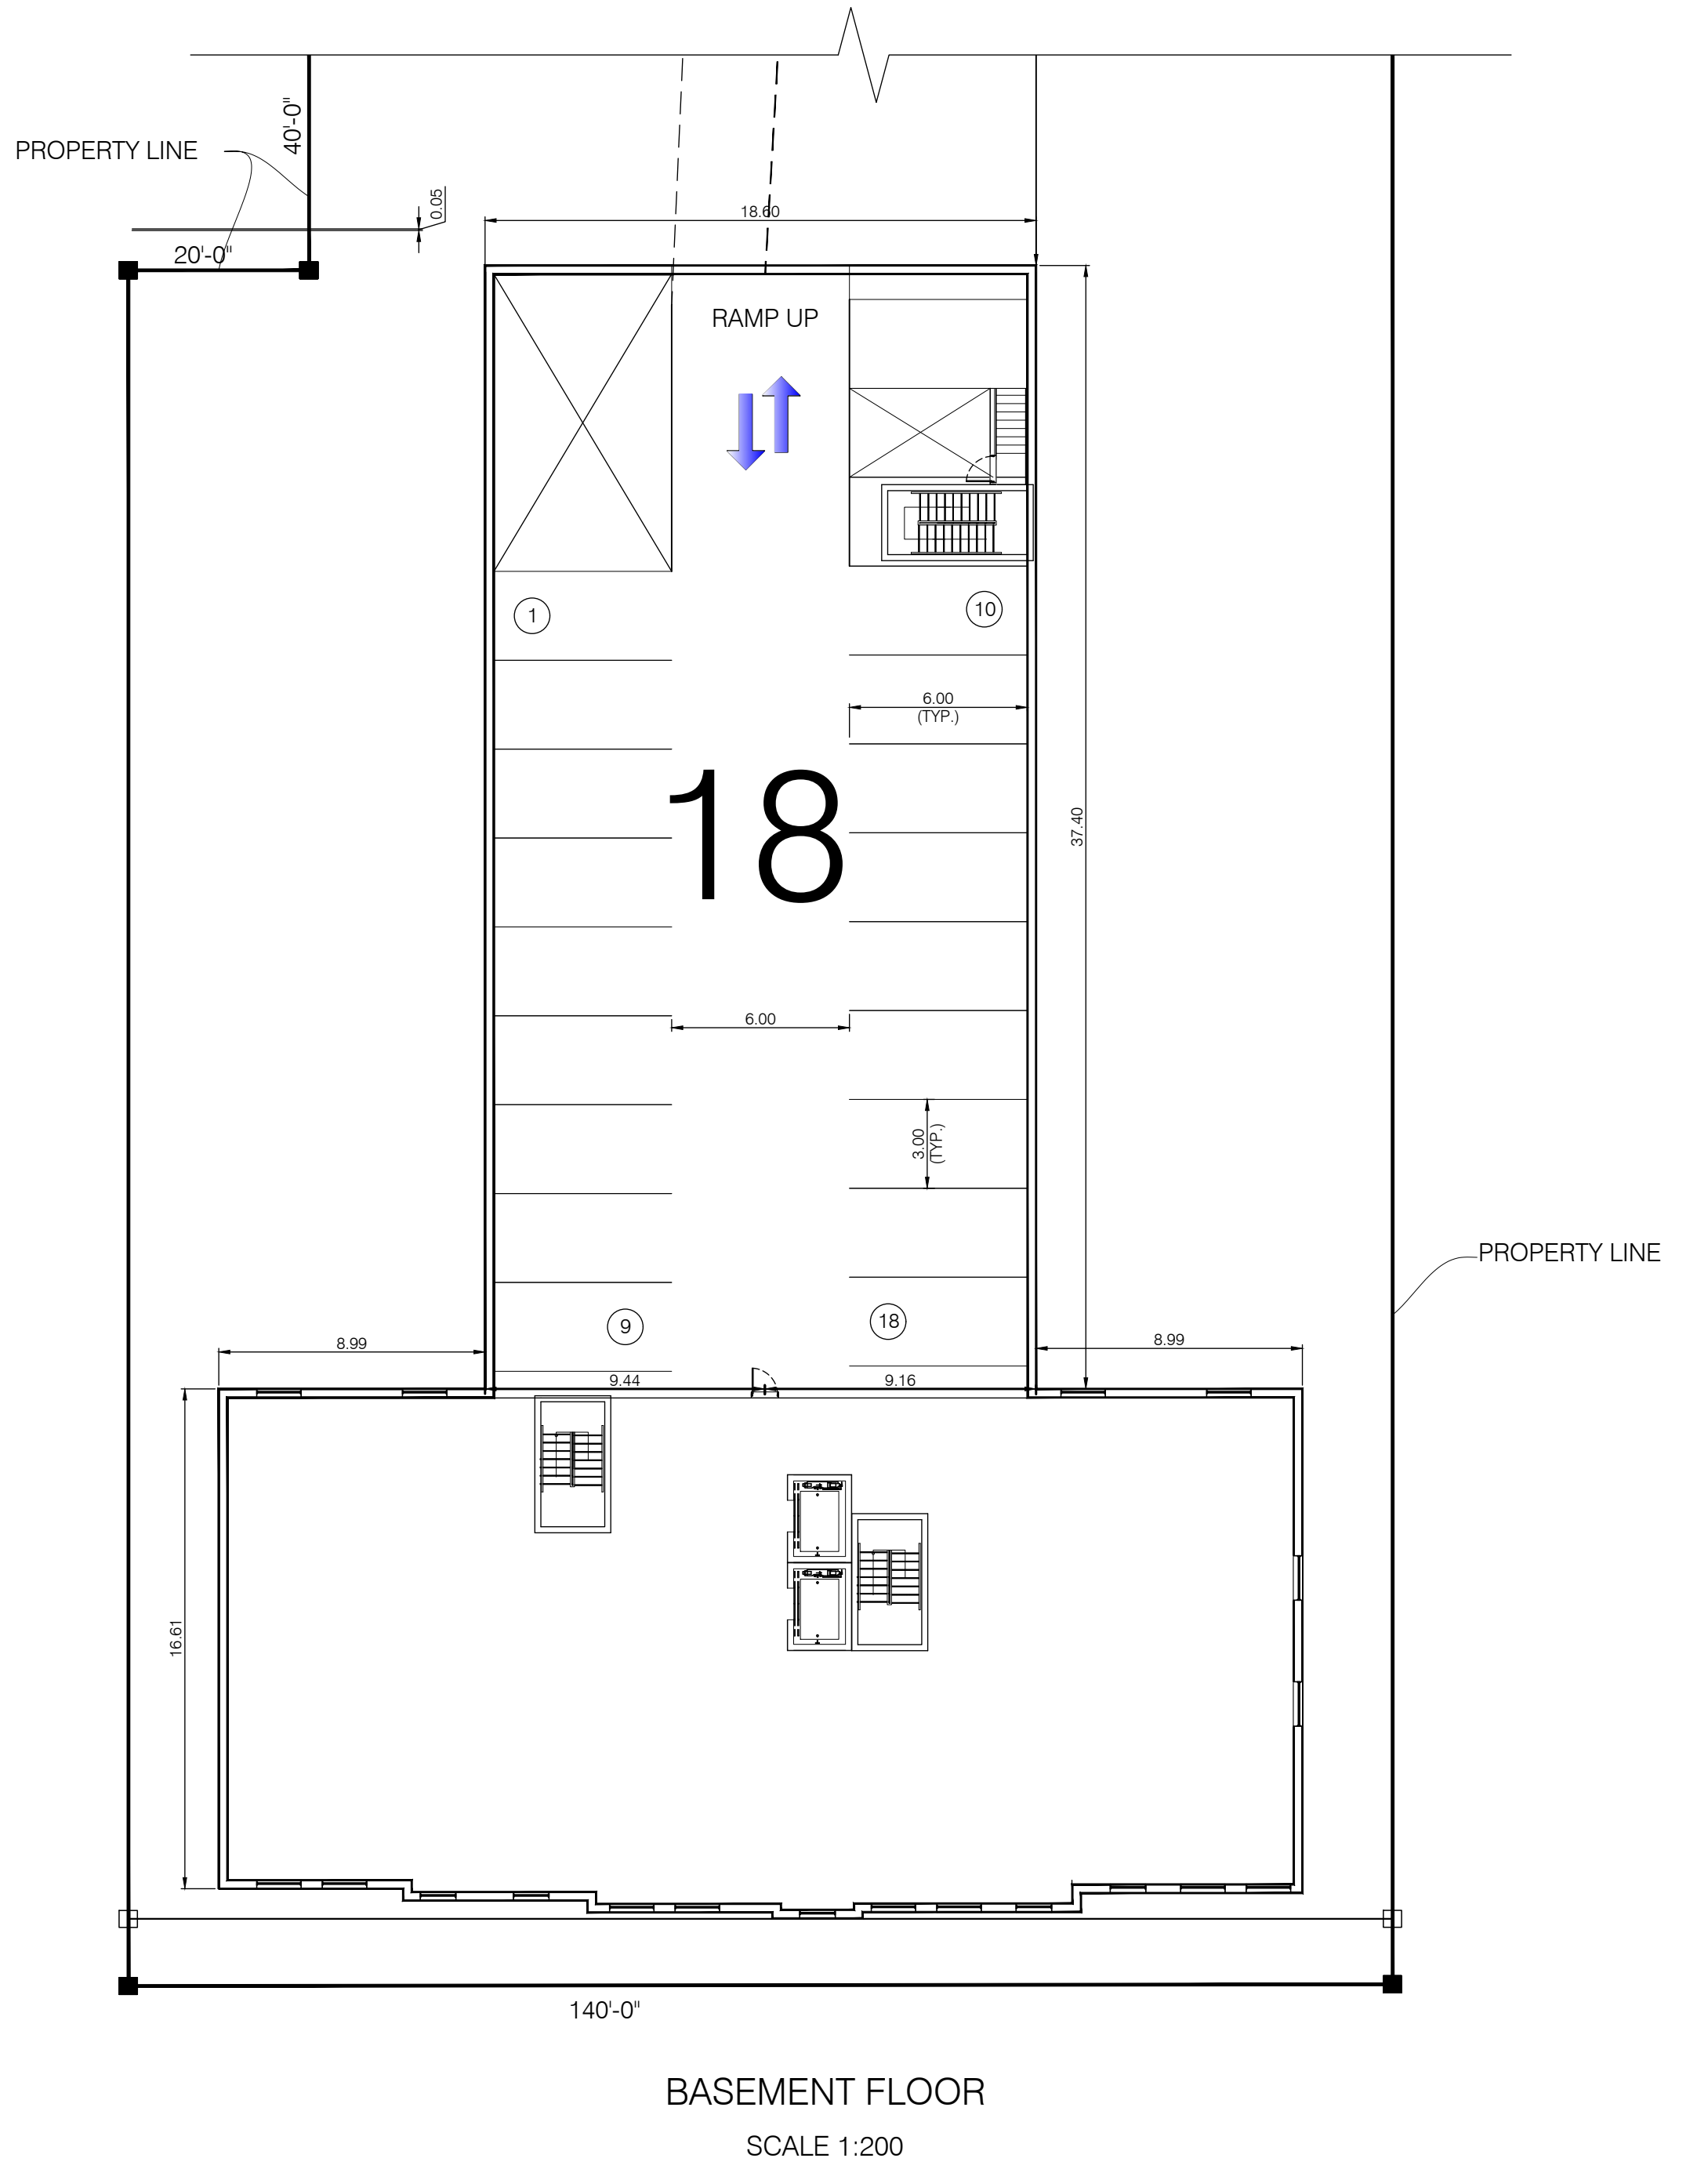 40'-0"
PROPERTY LINE
0.05
18.60
20'-0"
RAMP UP
1
10
6.00
(TYP.)
18
37.40
6.00
3.00
(TYP.)
PROPERTY LINE
9
18
8.99
8.99
9.44
9.16
16.61
140'-0"
BASEMENT FLOOR
SCALE 1:200